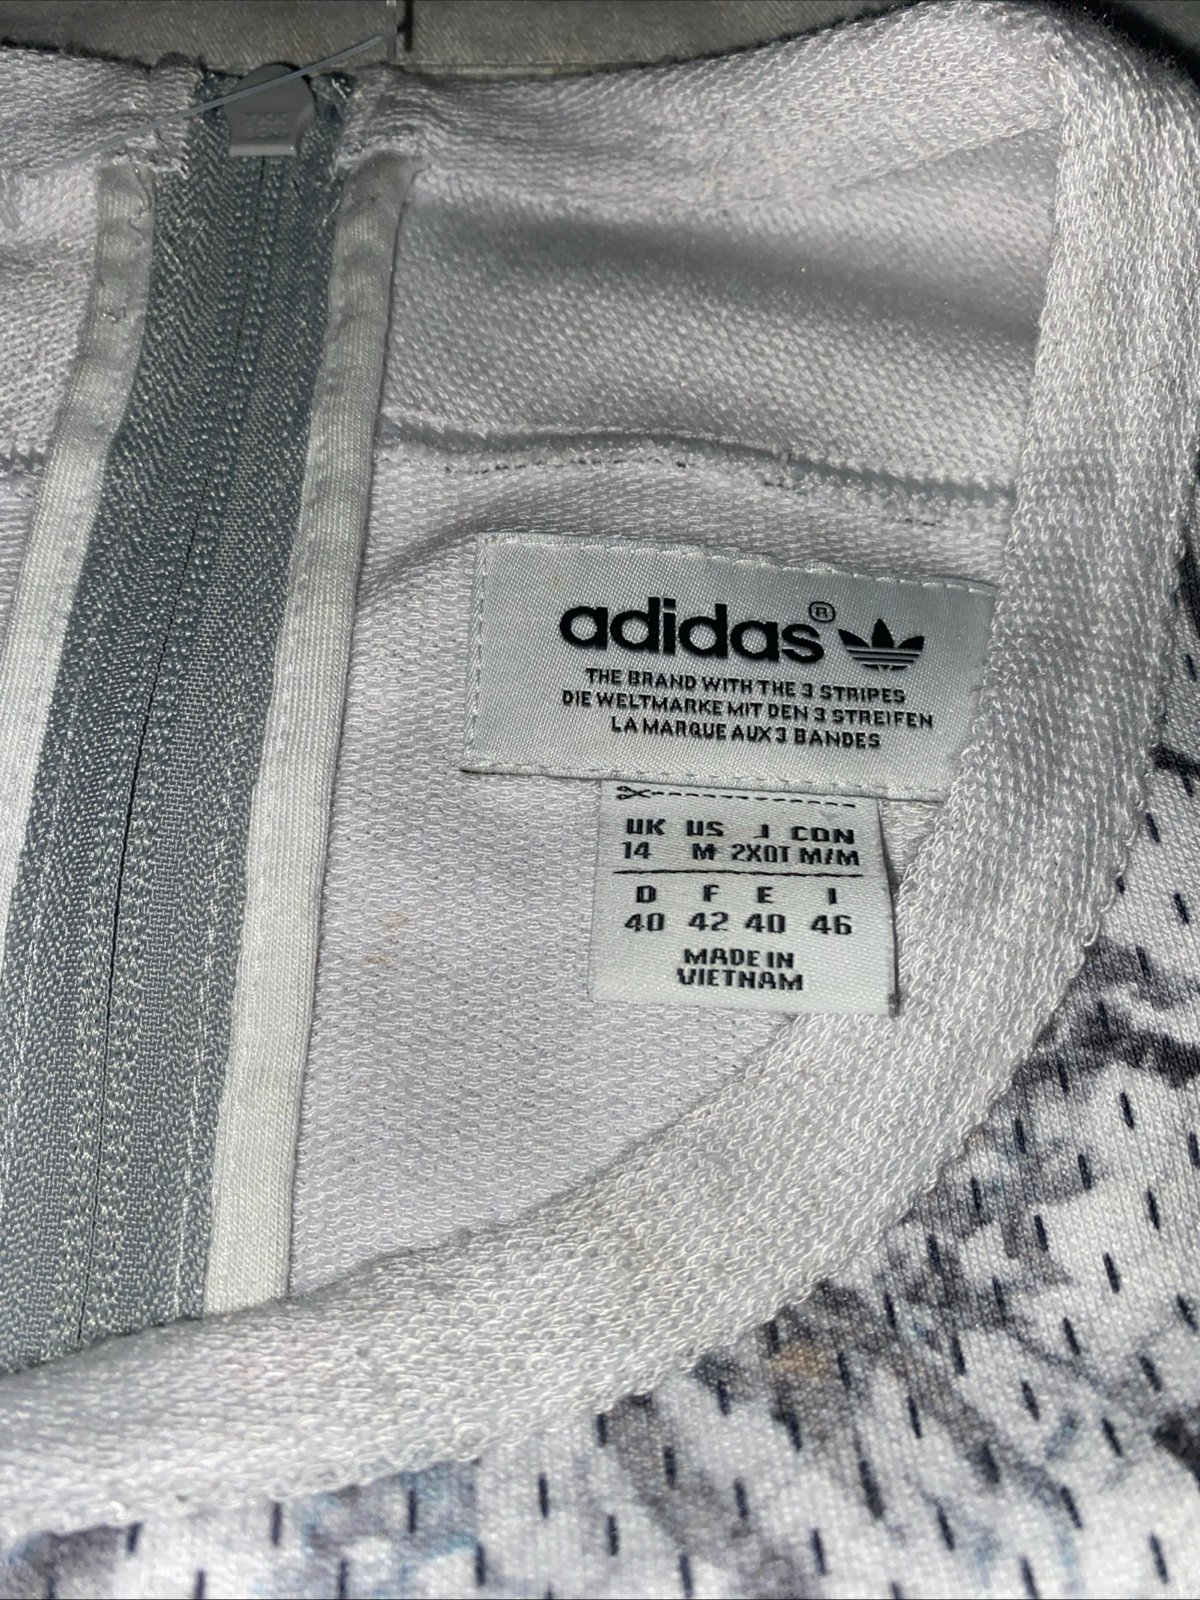 adidas®
THE BRAND WITH THE 3 STRIPES
DIE WELTMARKE MIT DEN 3 STREIFEN
LA MARQUE AUX 3 BANDES
UK US J CDN
14 M 2XOT M/M
D F E I
40 42 40 46
MADE IN
VIETNAM